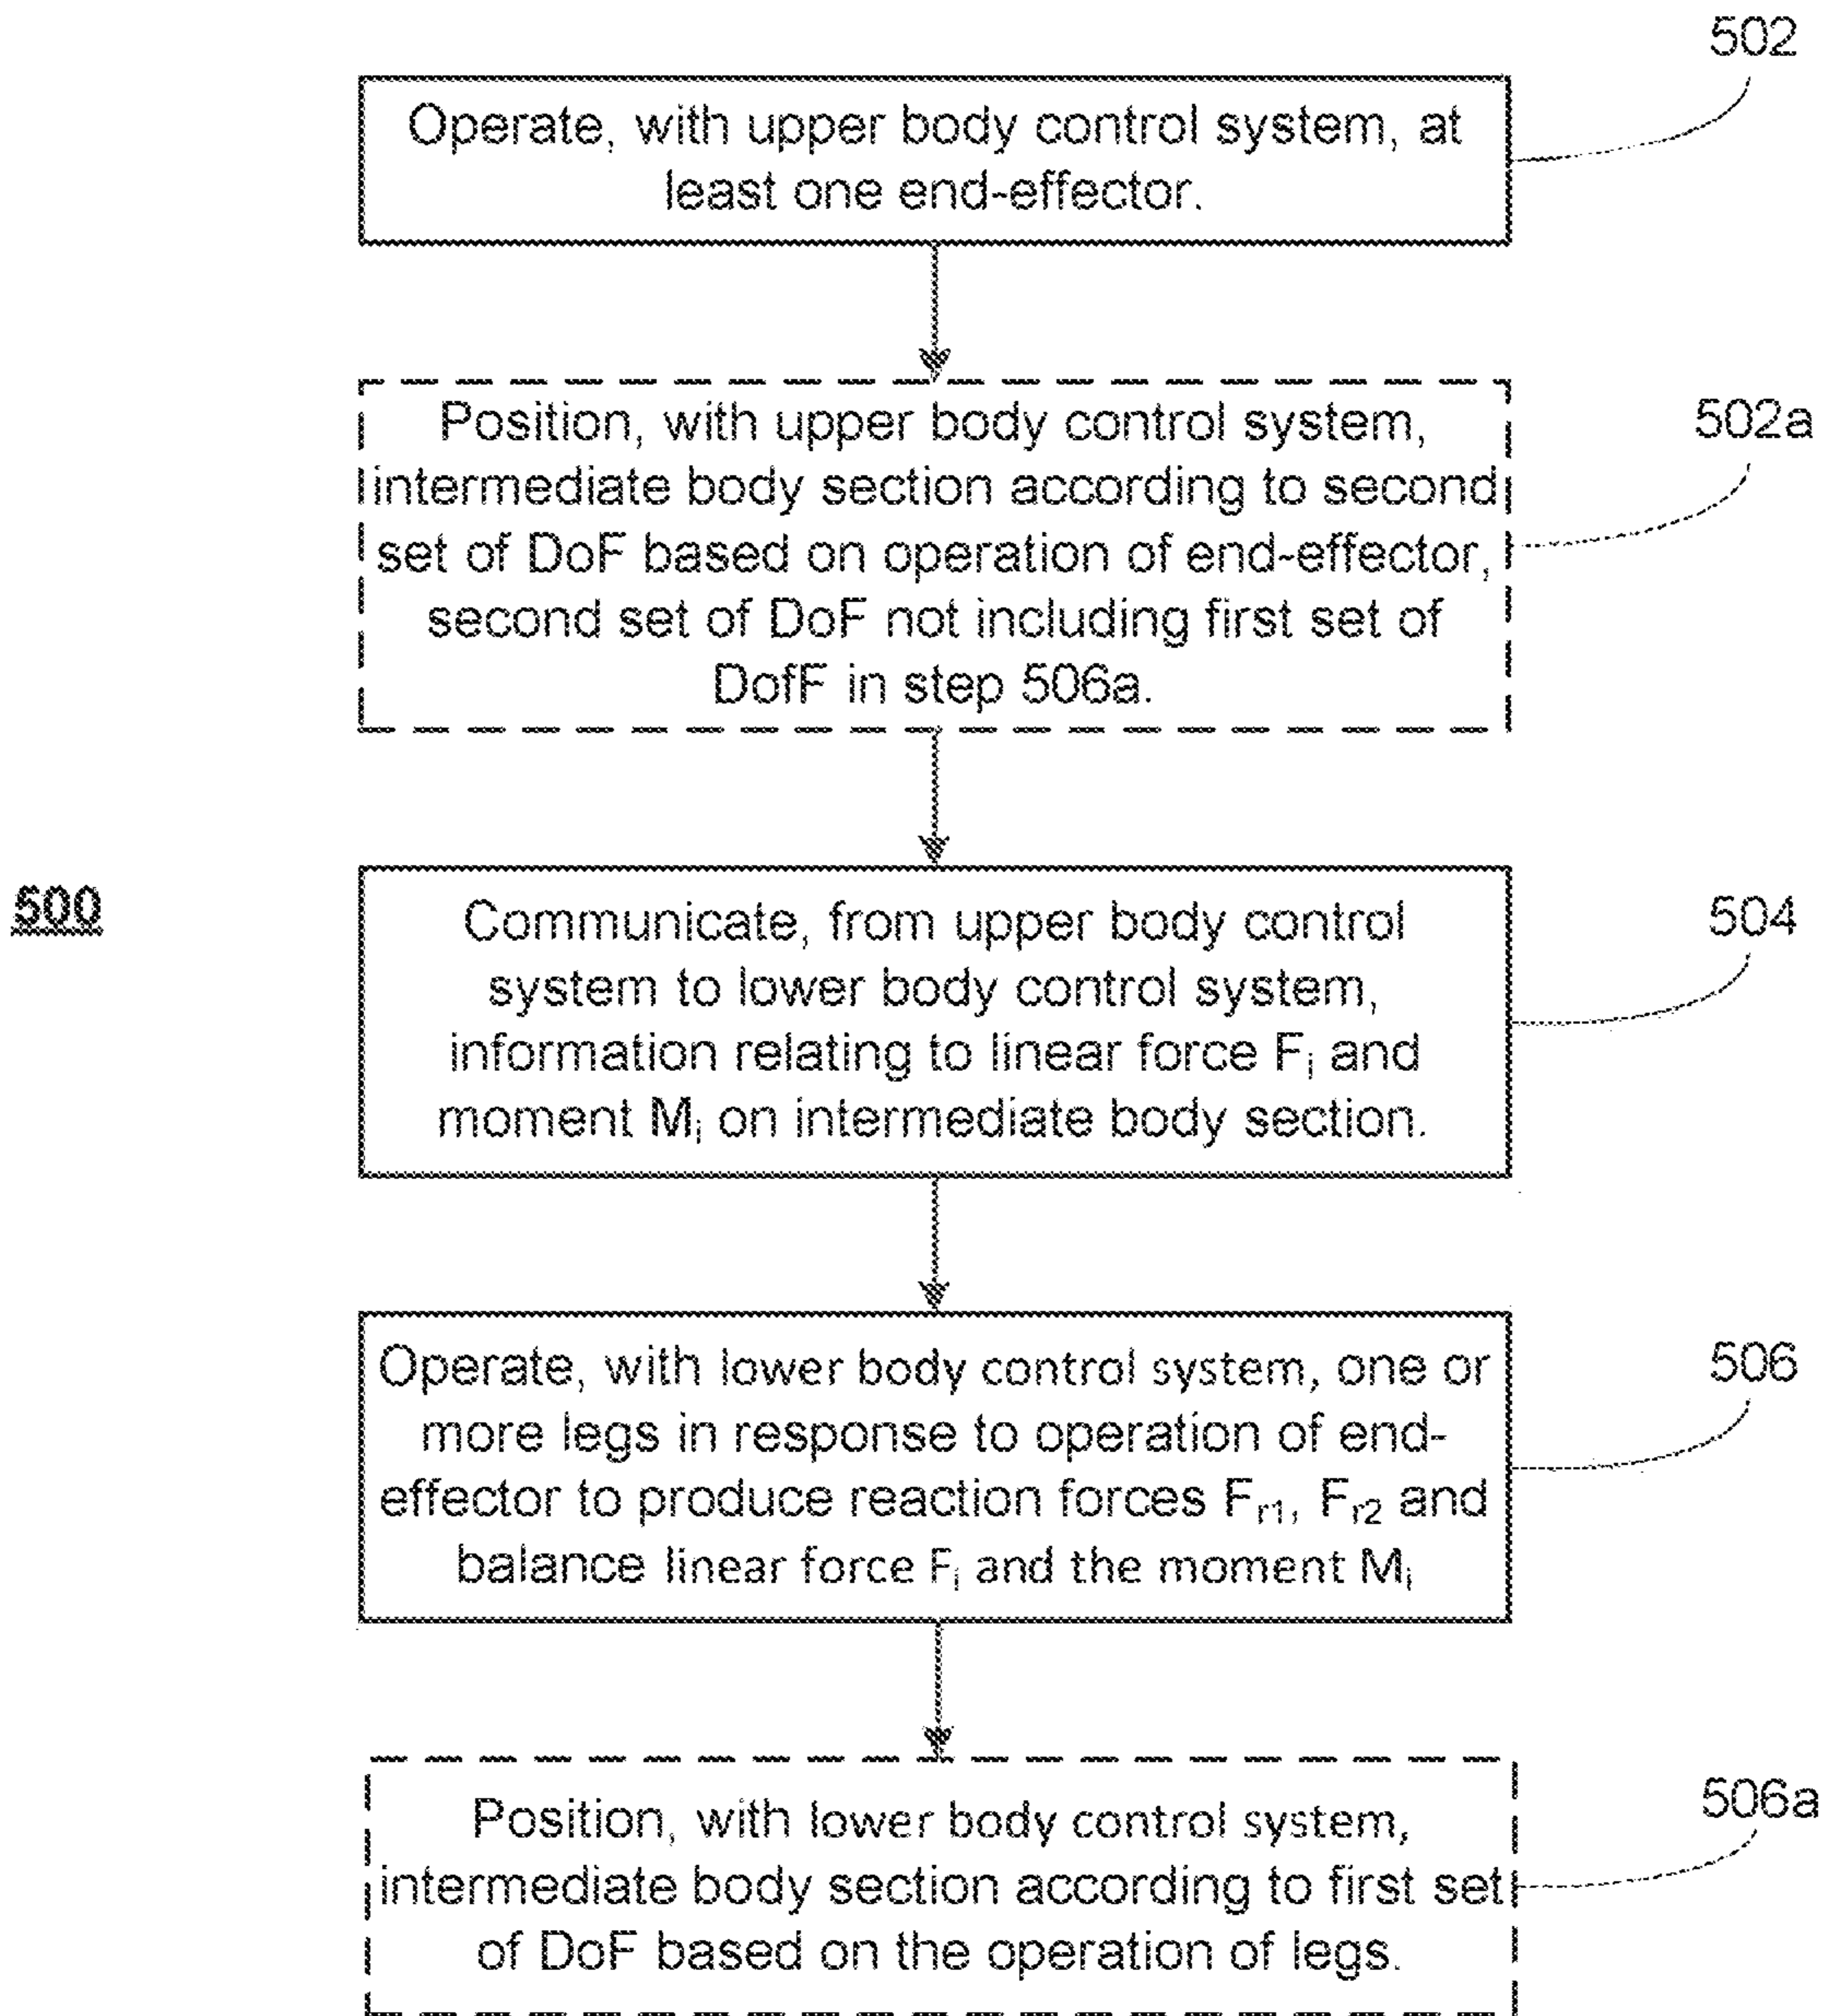 502
Operate, with upper body control system, at
least one end-effector.
502a
Position, with upper body control system,
intermediate body section according to second
set of DoF based on operation of end-effector,
second set of DoF not including first set of
DofF in step 506a.
500
504
Communicate, from upper body control
system to lower body control system,
information relating to linear force Fi and
moment Mi on intermediate body section.
506
Operate, with lower body control system, one or
more legs in response to operation of end-
effector to produce reaction forces Fr1, Fr2 and
balance linear force Fi and the moment Mi
506a
Position, with lower body control system,
intermediate body section according to first set
of DoF based on the operation of legs.